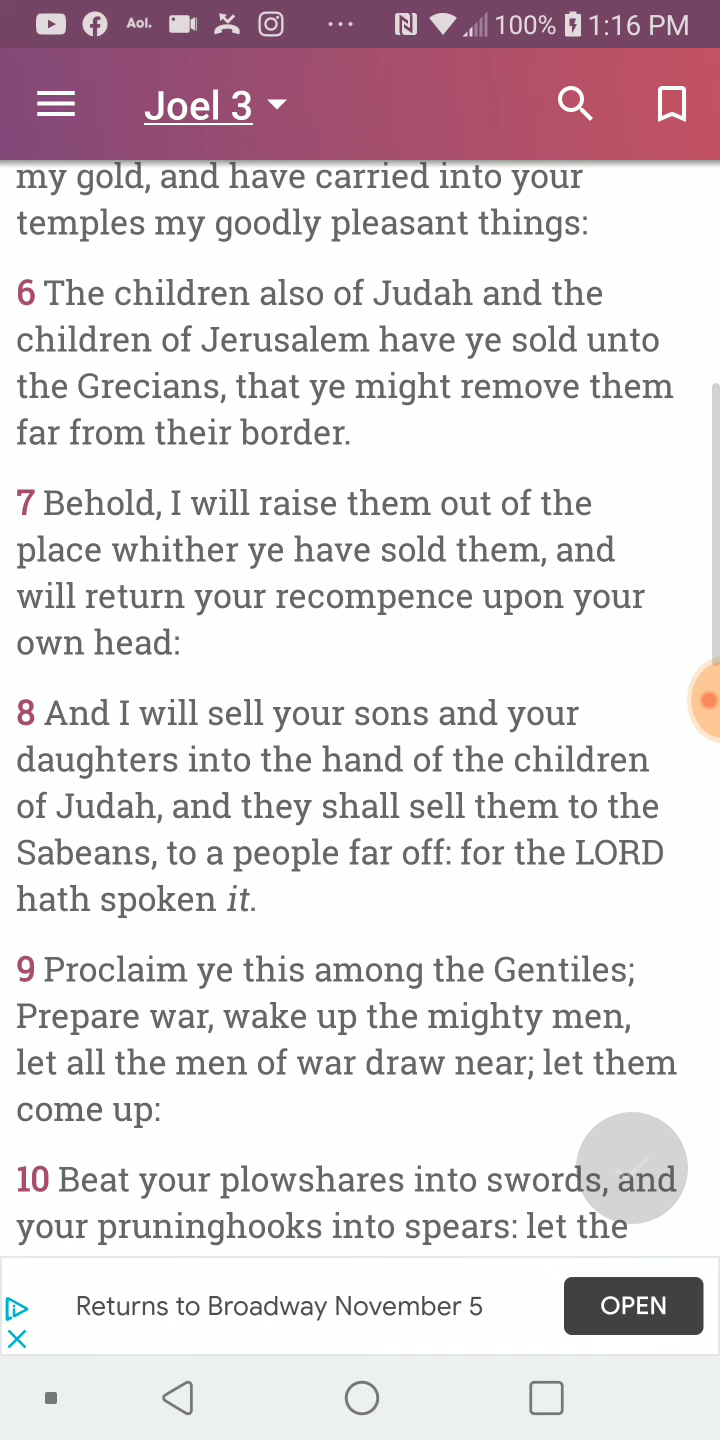 Aol. ... 100% 1:16 PM
Joel 3
my gold, and have carried into your
temples my goodly pleasant things:
6 The children also of Judah and the
children of Jerusalem have ye sold unto
the Grecians, that ye might remove them
far from their border.
7 Behold, I will raise them out of the
place whither ye have sold them, and
will return your recompence upon your
own head:
8 And I will sell your sons and your
daughters into the hand of the children
of Judah, and they shall sell them to the
Sabeans, to a people far off: for the LORD
hath spoken it.
9 Proclaim ye this among the Gentiles;
Prepare war, wake up the mighty men,
let all the men of war draw near; let them
come up:
10 Beat your plowshares into swords, and
your pruninghooks into spears: let the
Returns to Broadway November 5 OPEN